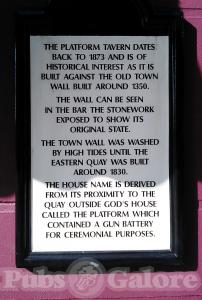 THE PLATFORM TAVERN DATES
BACK TO 1873 AND IS OF
HISTORICAL INTEREST AS IT IS
BUILT AGAINST THE OLD TOWN
WALL BUILT AROUND 1350.
THE WALL CAN BE SEEN
IN THE BAR THE STONEWORK
EXPOSED TO SHOW ITS
ORIGINAL STATE.
THE TOWN WALL WAS WASHED
BY HIGH TIDES UNTIL THE
EASTERN QUAY WAS BUILT
AROUND 1830.
THE HOUSE NAME IS DERIVED
FROM ITS PROXIMITY TO THE
QUAY OUTSIDE GOD'S HOUSE
CALLED THE PLATFORM WHICH
CONTAINED A GUN BATTERY
FOR CEREMONIAL PURPOSES.
Pubs Galore